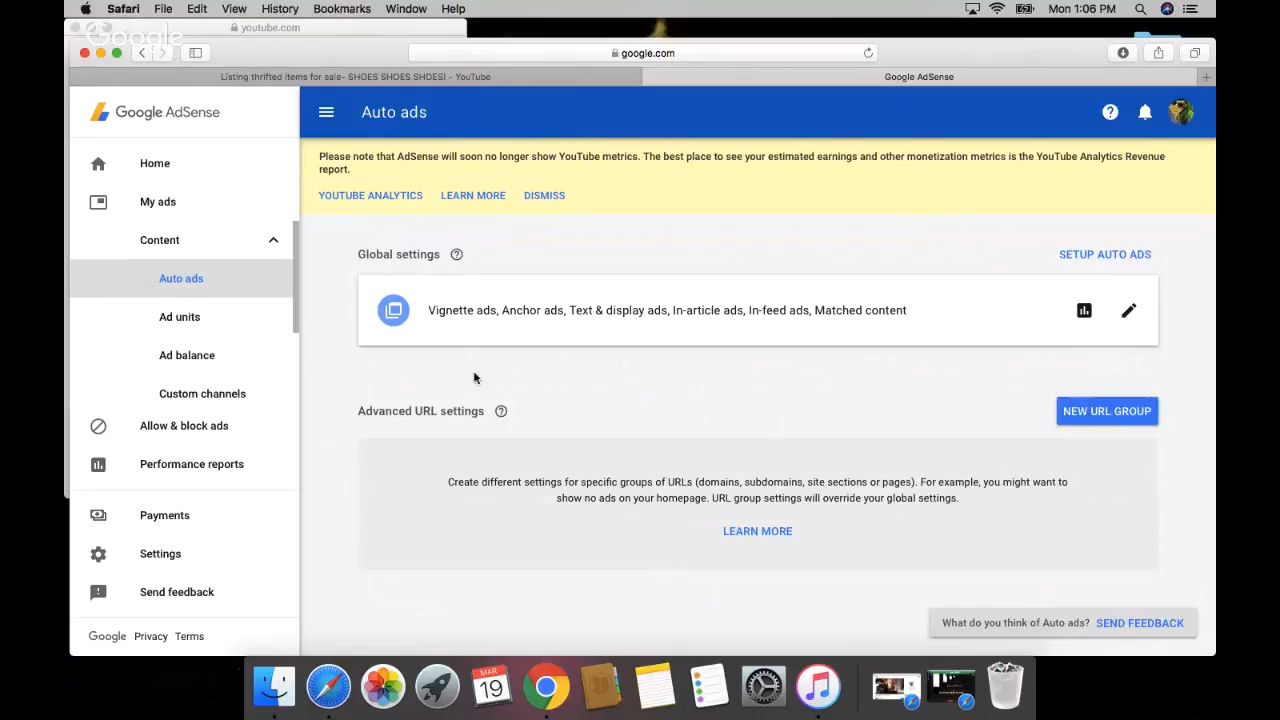 Safari File Edit View History Bookmarks Window Help Mon 1:06 PM
youtube.com
Google
google.com
Listing thrifted items for sale- SHOES SHOES SHOES! - YouTube Google AdSense
Google AdSense
Auto ads
Please note that AdSense will soon no longer show YouTube metrics. The best place to see your estimated earnings and other monetization metrics is the YouTube Analytics Revenue
report.
YOUTUBE ANALYTICS LEARN MORE DISMISS
Home
My ads
Content
Auto ads
Ad units
Ad balance
Custom channels
Allow & block ads
Performance reports
Payments
Settings
Send feedback
Google Privacy Terms
Global settings SETUP AUTO ADS
Vignette ads, Anchor ads, Text & display ads, In-article ads, In-feed ads, Matched content
Advanced URL settings NEW URL GROUP
Create different settings for specific groups of URLs (domains, subdomains, site sections or pages). For example, you might want to
show no ads on your homepage. URL group settings will override your global settings.
LEARN MORE
What do you think of Auto ads? SEND FEEDBACK
MAR
19